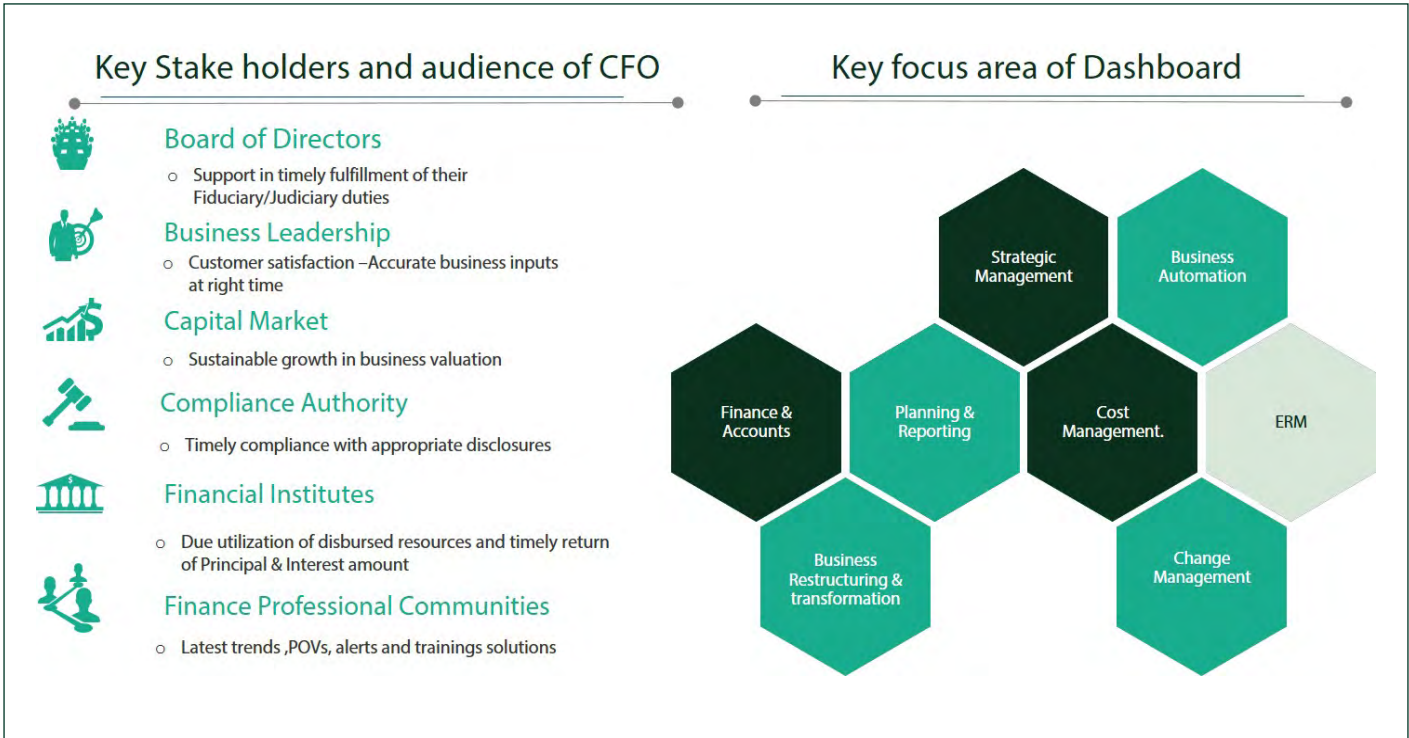 Key Stake holders and audience of CFO
Board of Directors
o Support in timely fulfillment of their
Fiduciary/Judiciary duties
Business Leadership
o Customer satisfaction –Accurate business inputs
at right time
Capital Market
o Sustainable growth in business valuation
Compliance Authority
o Timely compliance with appropriate disclosures
Financial Institutes
o Due utilization of disbursed resources and timely return
of Principal & Interest amount
Finance Professional Communities
o Latest trends ,POVs, alerts and trainings solutions
Key focus area of Dashboard
Strategic
Management
Business
Automation
Finance &
Accounts
Planning &
Reporting
Cost
Management.
ERM
Business
Restructuring &
transformation
Change
Management